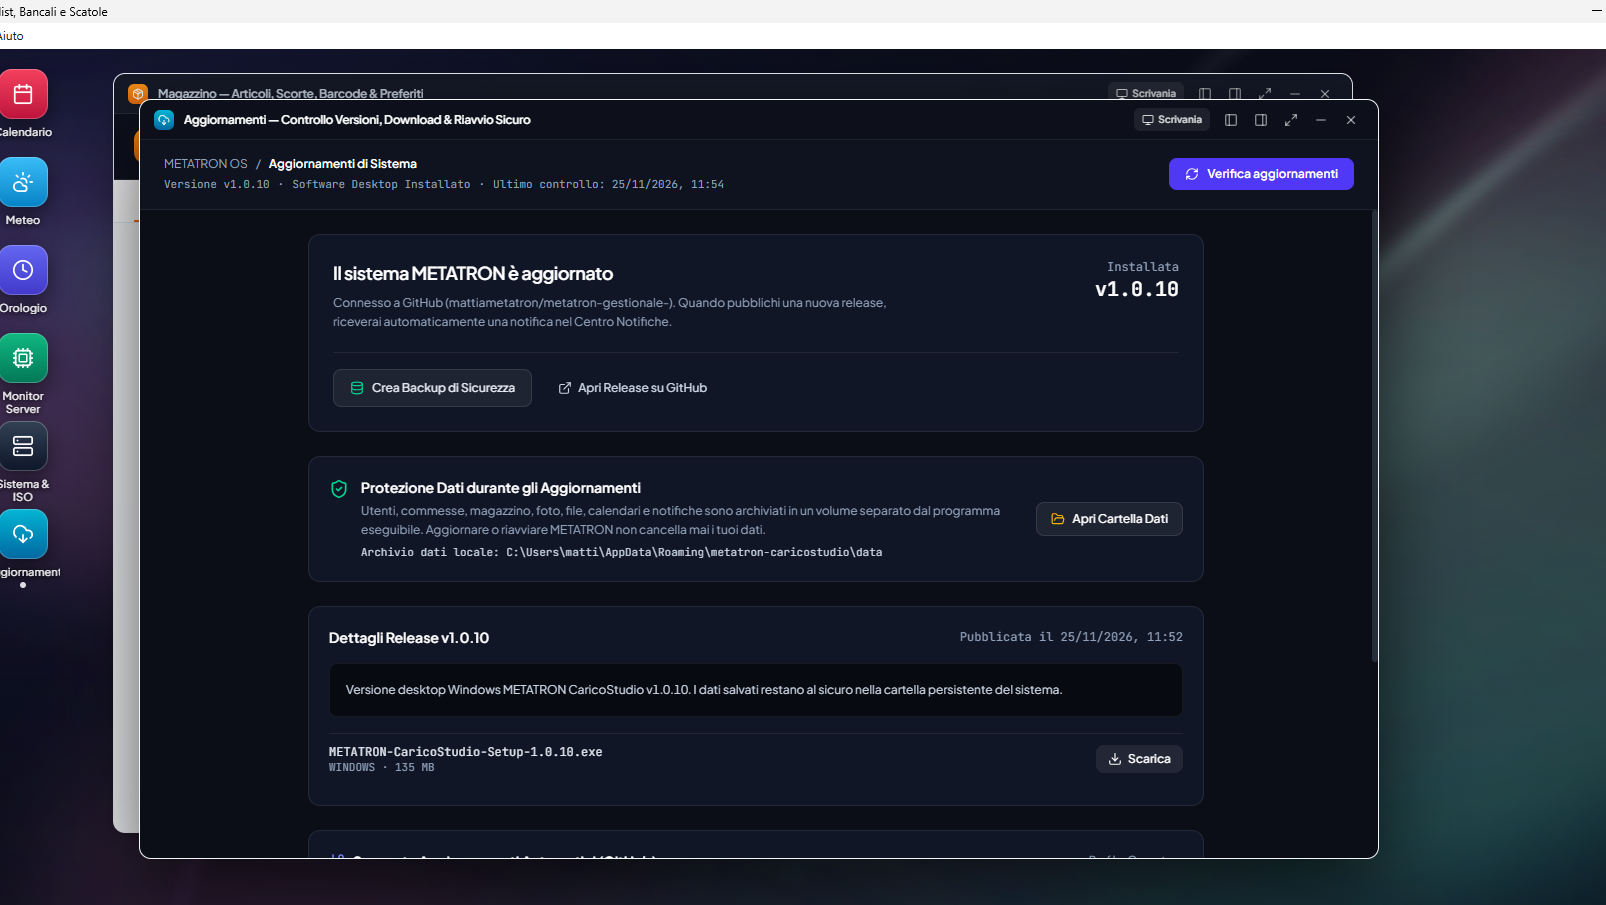 ist, Bancali e Scatole
Aiuto
Calendario
Meteo
Orologio
Monitor
Server
Sistema &
ISO
ggiornament
Magazzino — Articoli, Scorte, Barcode & Preferiti
Scrivania
Aggiornamenti — Controllo Versioni, Download & Riavvio Sicuro
Scrivania
METATRON OS / Aggiornamenti di Sistema
Versione v1.0.10 · Software Desktop Installato · Ultimo controllo: 25/11/2026, 11:54
Verifica aggiornamenti
Il sistema METATRON è aggiornato
Connesso a GitHub (mattiametatron/metatron-gestionale-). Quando pubblichi una nuova release,
riceverai automaticamente una notifica nel Centro Notifiche.
Installata
v1.0.10
Crea Backup di Sicurezza
Apri Release su GitHub
Protezione Dati durante gli Aggiornamenti
Utenti, commesse, magazzino, foto, file, calendari e notifiche sono archiviati in un volume separato dal programma
eseguibile. Aggiornare o riavviare METATRON non cancella mai i tuoi dati.
Archivio dati locale: C:\Users\matti\AppData\Roaming\metatron-caricostudio\data
Apri Cartella Dati
Dettagli Release v1.0.10
Pubblicata il 25/11/2026, 11:52
Versione desktop Windows METATRON CaricoStudio v1.0.10. I dati salvati restano al sicuro nella cartella persistente del sistema.
METATRON-CaricoStudio-Setup-1.0.10.exe
WINDOWS · 135 MB
Scarica